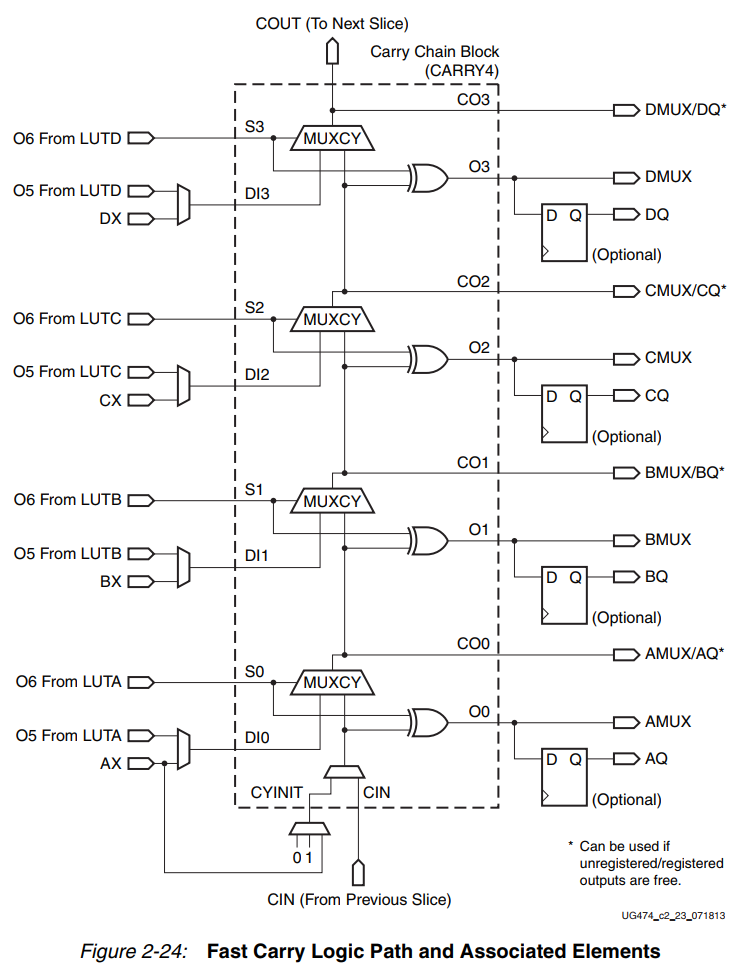 COUT (To Next Slice)
Carry Chain Block
(CARRY4)
CO3
DMUX/DQ*
S3
O6 From LUTD
MUXCY
O3
DMUX
O5 From LUTD
DI3
DX
D Q
DQ
(Optional)
CO2
CMUX/CQ*
S2
O6 From LUTC
MUXCY
O2
CMUX
O5 From LUTC
DI2
CX
D Q
CQ
(Optional)
CO1
BMUX/BQ*
S1
O6 From LUTB
MUXCY
O1
BMUX
O5 From LUTB
DI1
BX
D Q
BQ
(Optional)
CO0
AMUX/AQ*
S0
O6 From LUTA
MUXCY
O0
AMUX
O5 From LUTA
DI0
AX
D Q
AQ
CYINIT
CIN
(Optional)
0 1
* Can be used if
unregistered/registered
outputs are free.
CIN (From Previous Slice)
UG474_c2_23_071813
Figure 2-24: Fast Carry Logic Path and Associated Elements